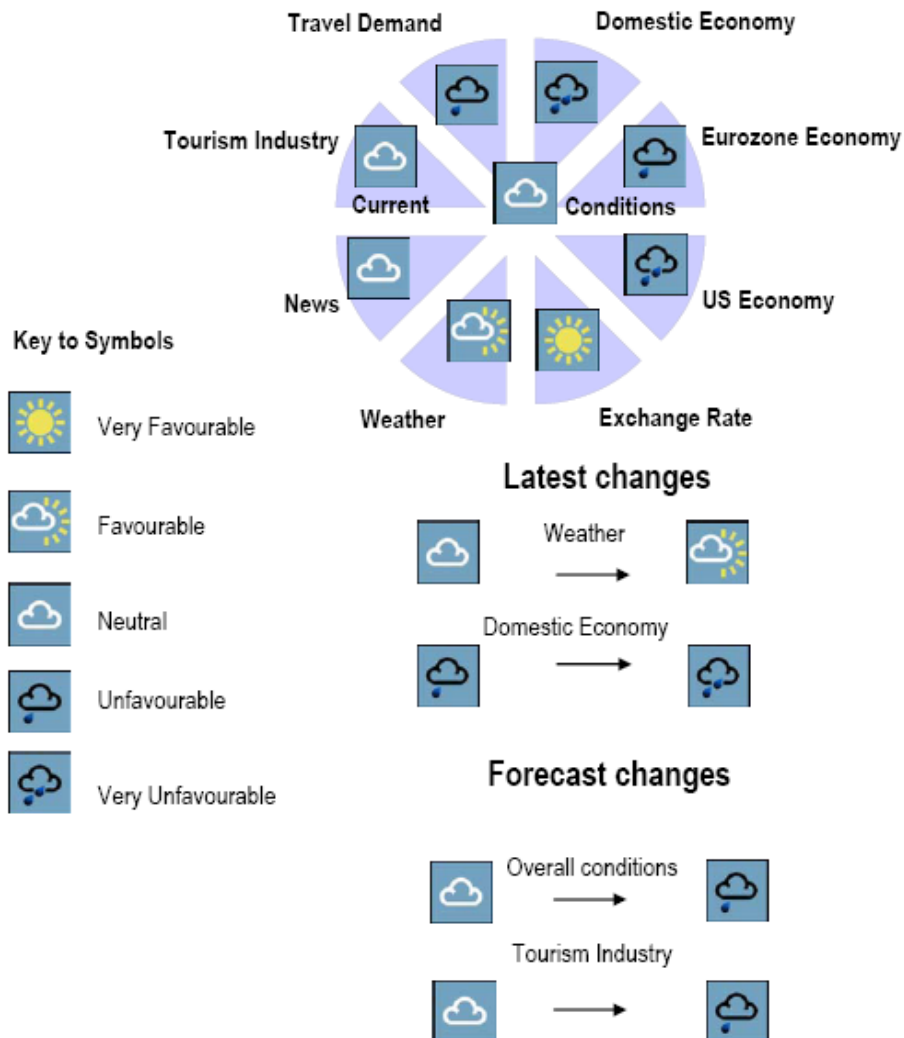 Travel Demand
Domestic Economy
Tourism Industry
Eurozone Economy
Current
Conditions
News
US Economy
Key to Symbols
Weather
Exchange Rate
Very Favourable
Latest changes
Favourable
Weather
Neutral
Domestic Economy
Unfavourable
Forecast changes
Very Unfavourable
Overall conditions
Tourism Industry